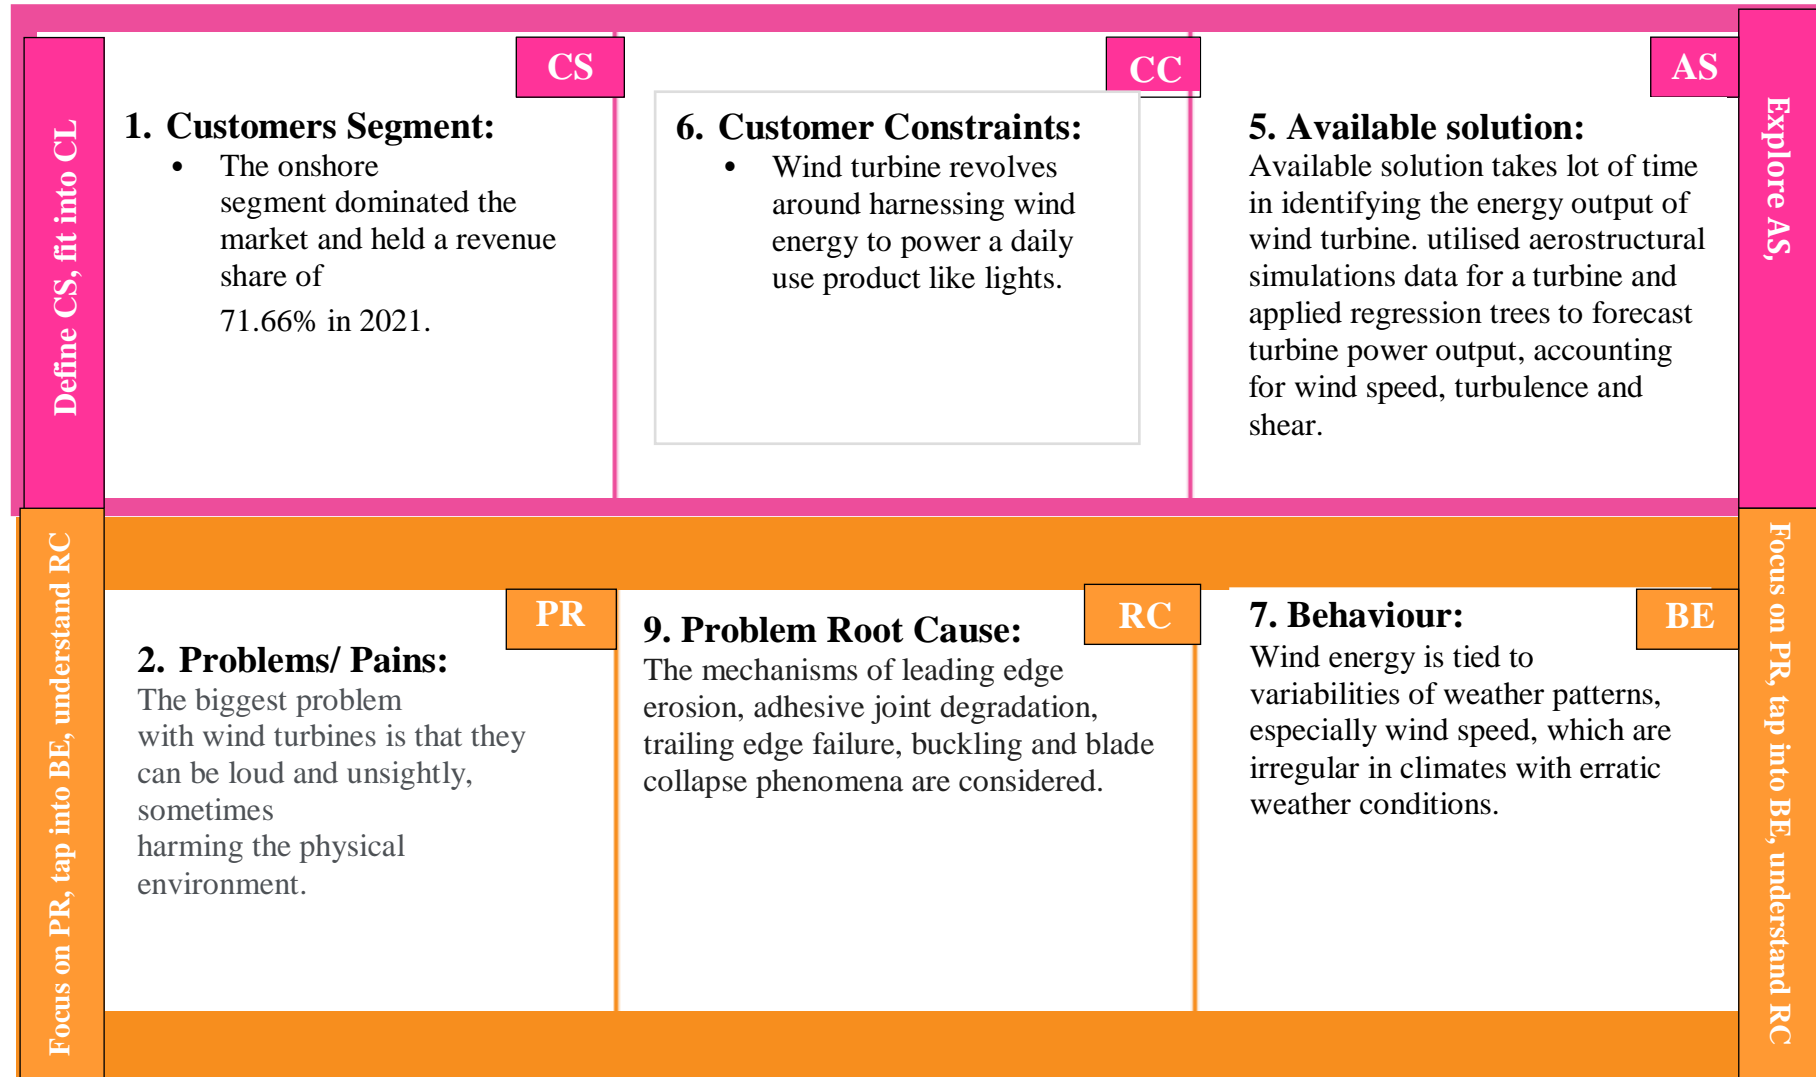 Define CS, fit into CL
CS
1. Customers Segment:
• The onshore
segment dominated the
market and held a revenue
share of
71.66% in 2021.
CC
6. Customer Constraints:
• Wind turbine revolves
around harnessing wind
energy to power a daily
use product like lights.
AS
5. Available solution:
Available solution takes lot of time
in identifying the energy output of
wind turbine. utilised aerostructural
simulations data for a turbine and
applied regression trees to forecast
turbine power output, accounting
for wind speed, turbulence and
shear.
Explore AS,
Focus on PR, tap into BE, understand RC
PR
2. Problems/ Pains:
The biggest problem
with wind turbines is that they
can be loud and unsightly,
sometimes
harming the physical
environment.
RC
9. Problem Root Cause:
The mechanisms of leading edge
erosion, adhesive joint degradation,
trailing edge failure, buckling and blade
collapse phenomena are considered.
BE
7. Behaviour:
Wind energy is tied to
variabilities of weather patterns,
especially wind speed, which are
irregular in climates with erratic
weather conditions.
Focus on PR, tap into BE, understand RC